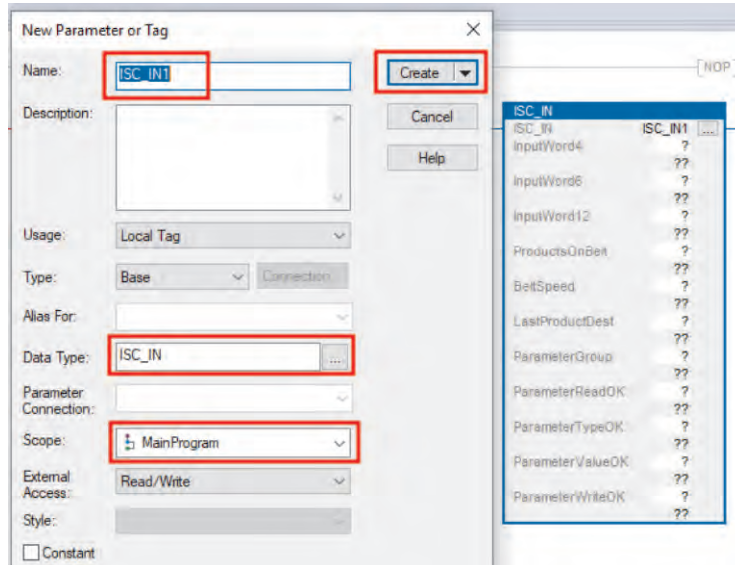 New Parameter or Tag
Name:
ISC_IN1
Create
Description:
Cancel
Help
Usage:
Local Tag
Type:
Base
Connection...
Alias For:
Data Type:
ISC_IN
...
Parameter
Connection:
Scope:
MainProgram
External
Access:
Read/Write
Style:
Constant
NOP
ISC_IN
ISC_IN ISC_IN1 ...
InputWord4 ?
??
InputWord6 ?
??
InputWord12 ?
??
ProductsOnBelt ?
??
BeltSpeed ?
??
LastProductDest ?
??
ParameterGroup ?
??
ParameterReadOK ?
??
ParameterTypeOK ?
??
ParameterValueOK ?
??
ParameterWriteOK ?
??